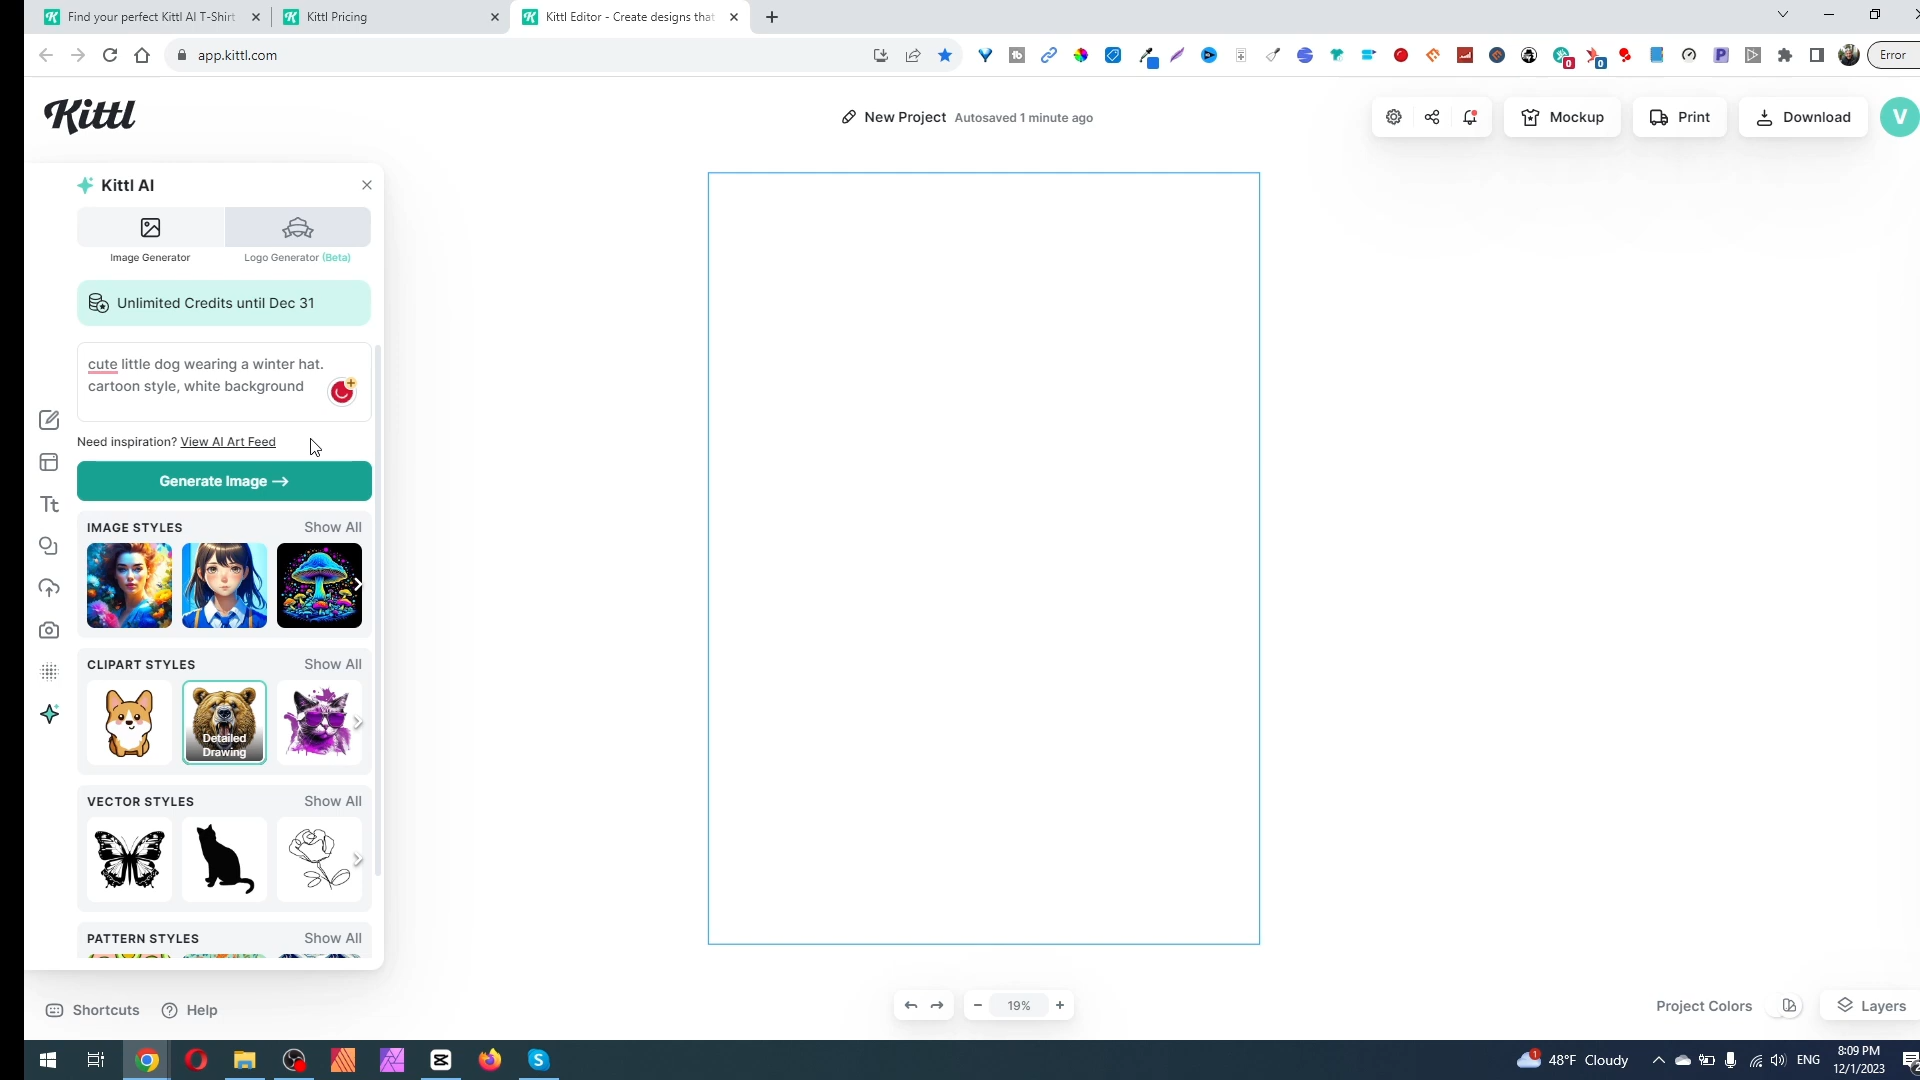 Find your perfect Kittl AI T-Shirt
Kittl Pricing
Kittl Editor - Create designs that
app.kittl.com
Error
Kittl
New Project Autosaved 1 minute ago
Mockup
Print
Download
V
Kittl AI
Image Generator
Logo Generator (Beta)
Unlimited Credits until Dec 31
cute little dog wearing a winter hat.
cartoon style, white background
Need inspiration? View AI Art Feed
Generate Image →
IMAGE STYLES Show All
CLIPART STYLES Show All
Detailed
Drawing
VECTOR STYLES Show All
PATTERN STYLES Show All
Tt
Shortcuts
Help
19%
Project Colors
Layers
48°F Cloudy
ENG
8:09 PM
12/1/2023